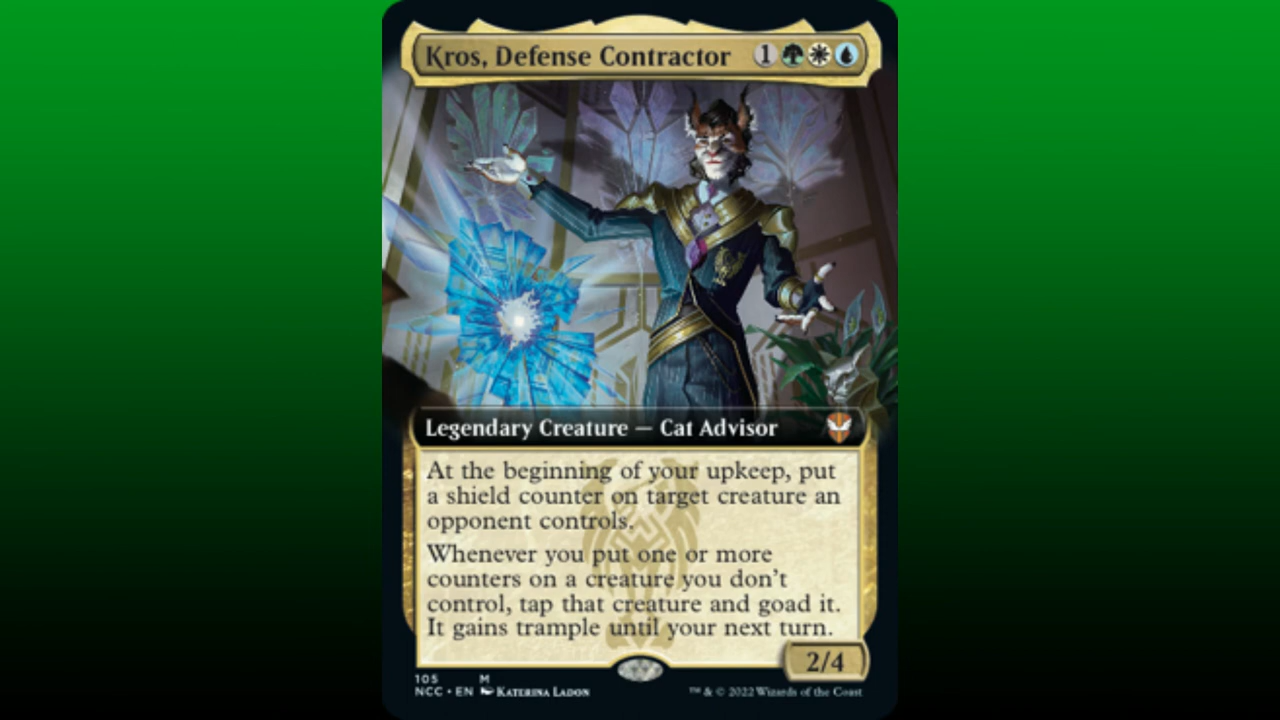 Kros, Defense Contractor 1
Legendary Creature — Cat Advisor
At the beginning of your upkeep, put
a shield counter on target creature an
opponent controls.
Whenever you put one or more
counters on a creature you don't
control, tap that creature and goad it.
It gains trample until your next turn.
2/4
105 M
NCC • EN Katerina Ladon
™ & © 2022 Wizards of the Coast